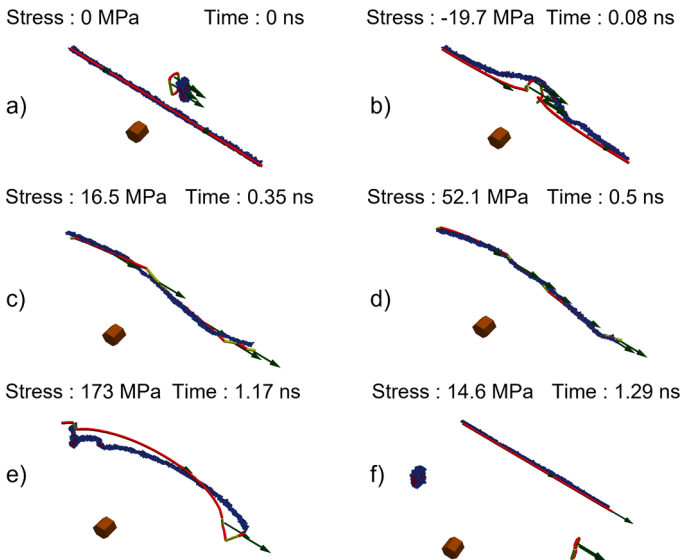 Stress : 0 MPa Time : 0 ns
a)
Stress : -19.7 MPa Time : 0.08 ns
b)
Stress : 16.5 MPa Time : 0.35 ns
c)
Stress : 52.1 MPa Time : 0.5 ns
d)
Stress : 173 MPa Time : 1.17 ns
e)
Stress : 14.6 MPa Time : 1.29 ns
f)